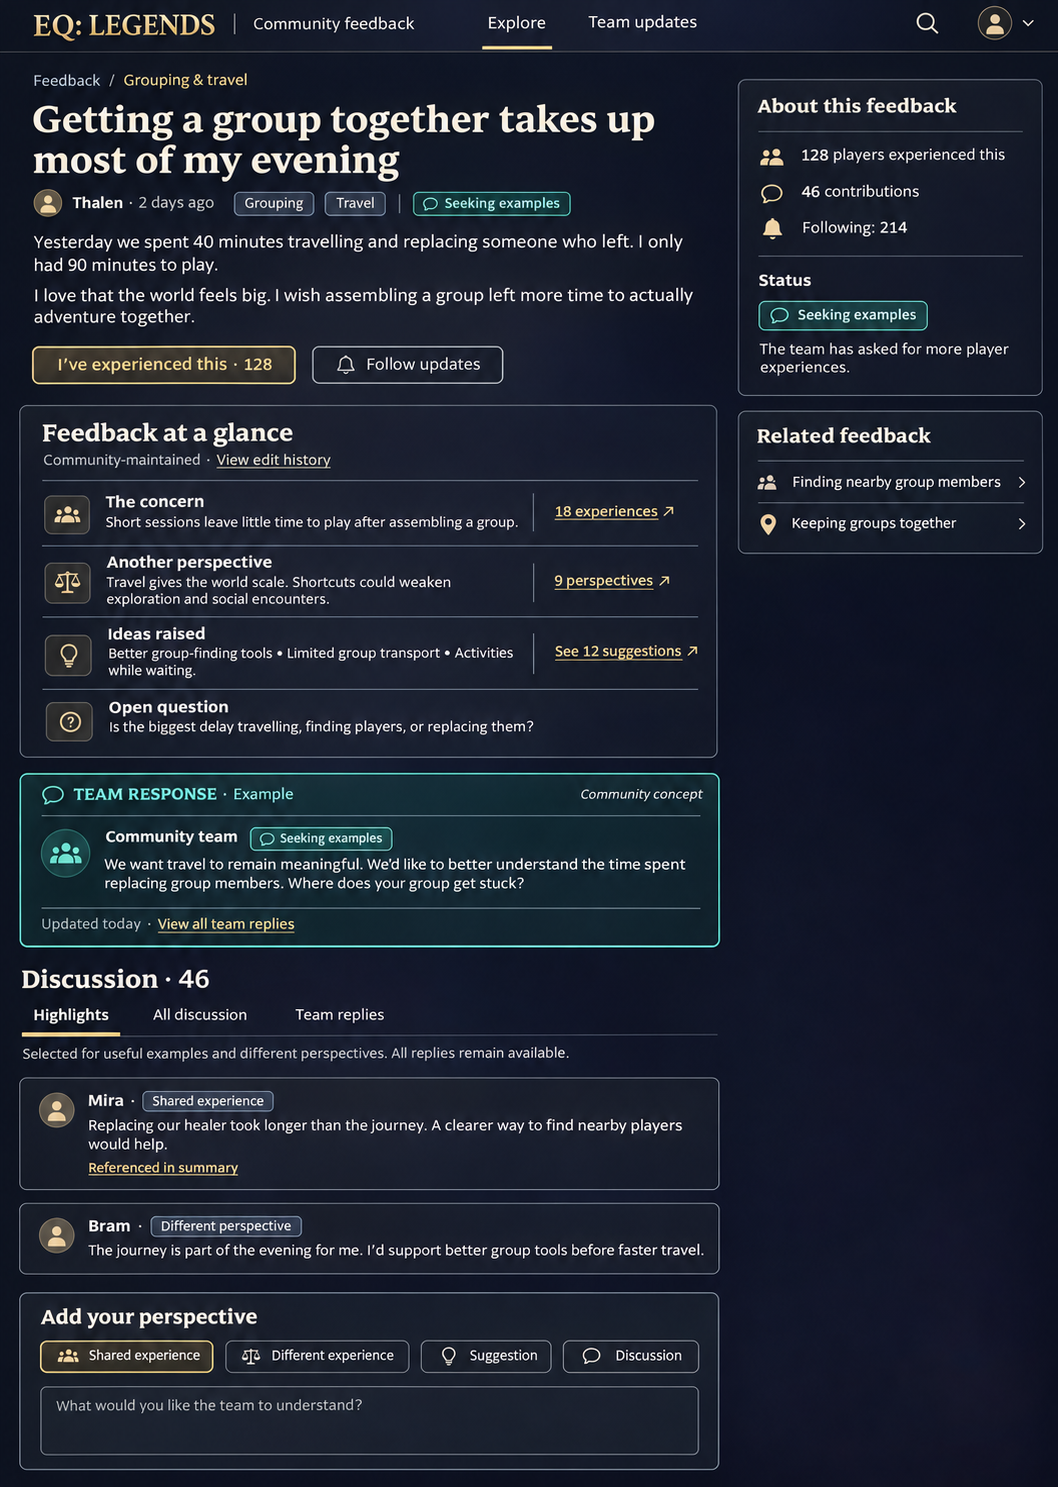 EQ: LEGENDS
Community feedback
Explore
Team updates
Feedback / Grouping & travel
Getting a group together takes up
most of my evening
Thalen · 2 days ago
Grouping
Travel
Seeking examples
Yesterday we spent 40 minutes travelling and replacing someone who left. I only
had 90 minutes to play.
I love that the world feels big. I wish assembling a group left more time to actually
adventure together.
I've experienced this · 128
Follow updates
Feedback at a glance
Community-maintained · View edit history
The concern
Short sessions leave little time to play after assembling a group.
18 experiences ↗
Another perspective
Travel gives the world scale. Shortcuts could weaken
exploration and social encounters.
9 perspectives ↗
Ideas raised
Better group-finding tools • Limited group transport • Activities
while waiting.
See 12 suggestions ↗
Open question
Is the biggest delay travelling, finding players, or replacing them?
TEAM RESPONSE · Example
Community concept
Community team
Seeking examples
We want travel to remain meaningful. We'd like to better understand the time spent
replacing group members. Where does your group get stuck?
Updated today · View all team replies
Discussion · 46
Highlights
All discussion
Team replies
Selected for useful examples and different perspectives. All replies remain available.
Mira ·
Shared experience
Replacing our healer took longer than the journey. A clearer way to find nearby players
would help.
Referenced in summary
Bram ·
Different perspective
The journey is part of the evening for me. I'd support better group tools before faster travel.
Add your perspective
Shared experience
Different experience
Suggestion
Discussion
What would you like the team to understand?
About this feedback
128 players experienced this
46 contributions
Following: 214
Status
Seeking examples
The team has asked for more player
experiences.
Related feedback
Finding nearby group members
Keeping groups together